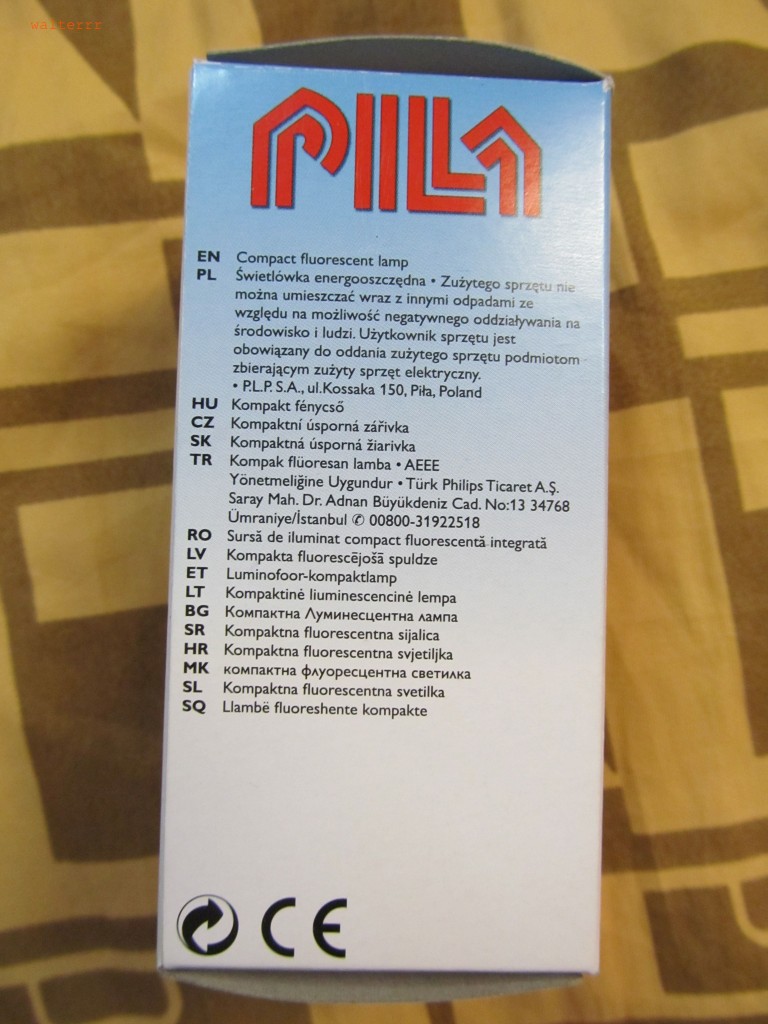 waiterrr
PILA
EN Compact fluorescent lamp
PL Świetlówka energooszczędna • Zużytego sprzętu nie
można umieszczać wraz z innymi odpadami ze
względu na możliwość negatywnego oddziaływania na
środowisko i ludzi. Użytkownik sprzętu jest
obowiązany do oddania zużytego sprzętu podmiotom
zbierającym zużyty sprzęt elektryczny.
• P.L.P. S.A., ul.Kossaka 150, Piła, Poland
HU Kompakt fénycső
CZ Kompaktní úsporná zářivka
SK Kompaktná úsporná žiarivka
TR Kompak flüoresan lamba • AEEE
Yönetmeliğine Uygundur • Türk Philips Ticaret A.Ş.
Saray Mah. Dr. Adnan Büyükdeniz Cad. No:13 34768
Ümraniye/İstanbul ✆ 00800-31922518
RO Sursă de iluminat compact fluorescentă integrată
LV Kompakta fluorescējošā spuldze
ET Luminofoor-kompaktlamp
LT Kompaktinė liuminescencinė lempa
BG Компактна Луминесцентна лампа
SR Kompaktna fluorescentna sijalica
HR Kompaktna fluorescentna svjetiljka
MK компактна флуоресцентна светилка
SL Kompaktna fluorescentna svetilka
SQ Llambë fluoreshente kompakte
CE